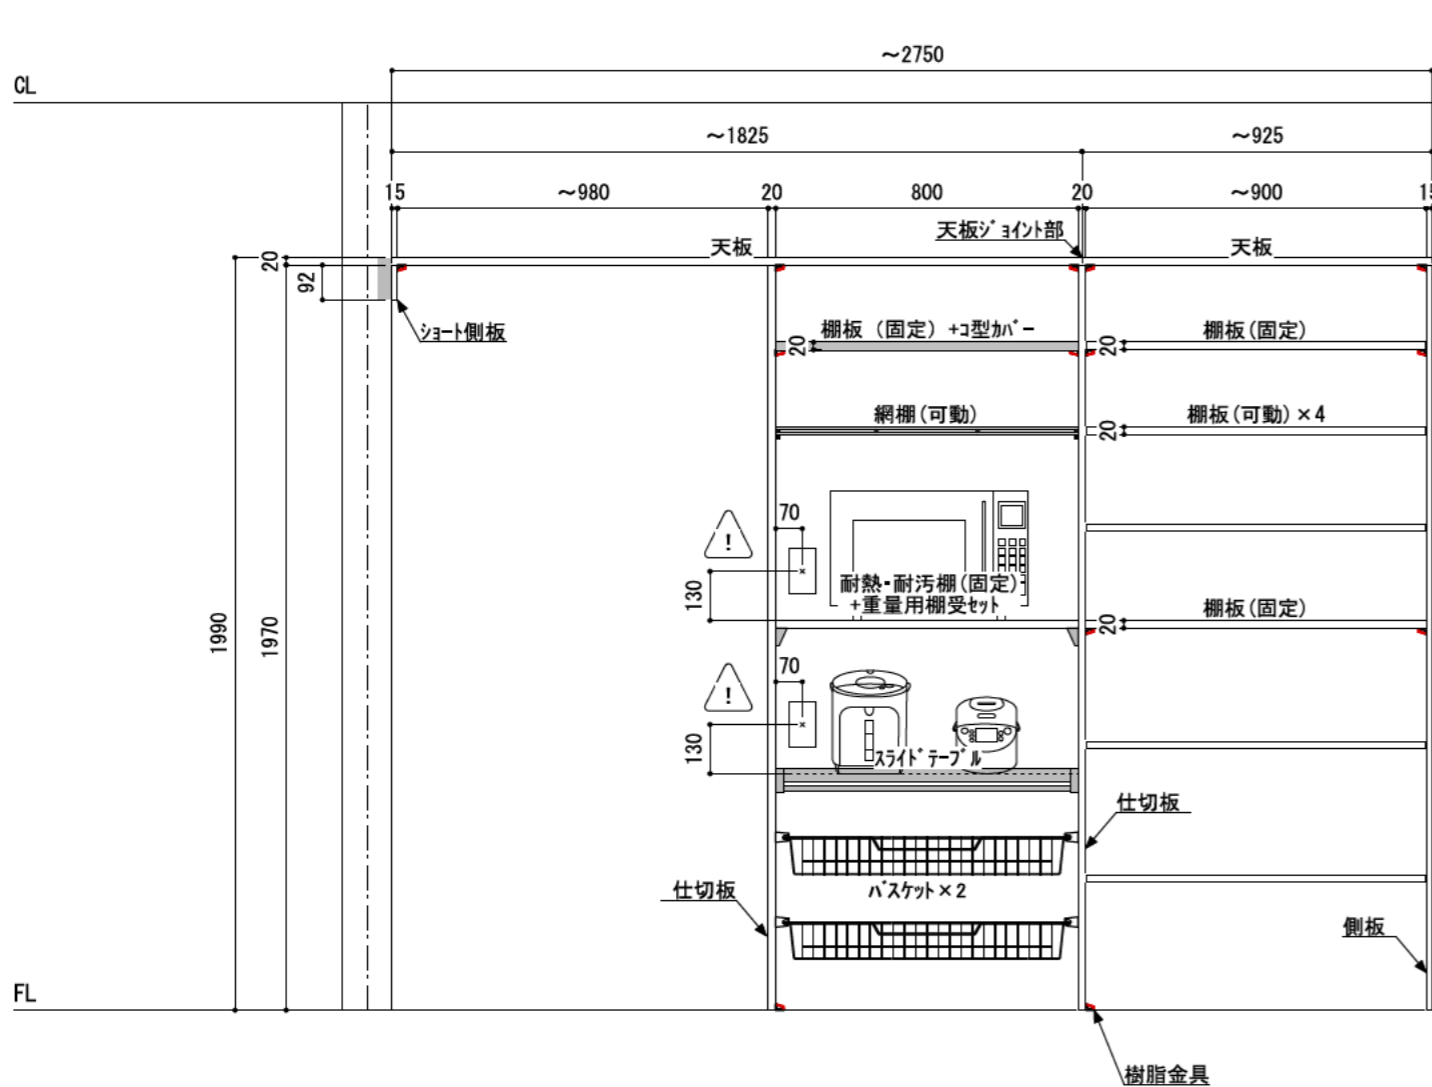 ~2750
CL
~1825
~925
15
~980
20
800
20
~900
15
天板ｼﾞｮｲﾝﾄ部
天板
天板
20
92
ｼｮｰﾄ側板
棚板（固定）+ｺ型ｶﾊﾞｰ
20
棚板(固定)
20
網棚(可動)
棚板(可動)×4
20
70
!
130
耐熱・耐汚棚(固定)
+重量用棚受ｾｯﾄ
棚板(固定)
20
1990
1970
70
!
130
ｽﾗｲﾄﾞﾃｰﾌﾞﾙ
仕切板
ﾊﾞｽｹｯﾄ×2
仕切板
側板
FL
樹脂金具